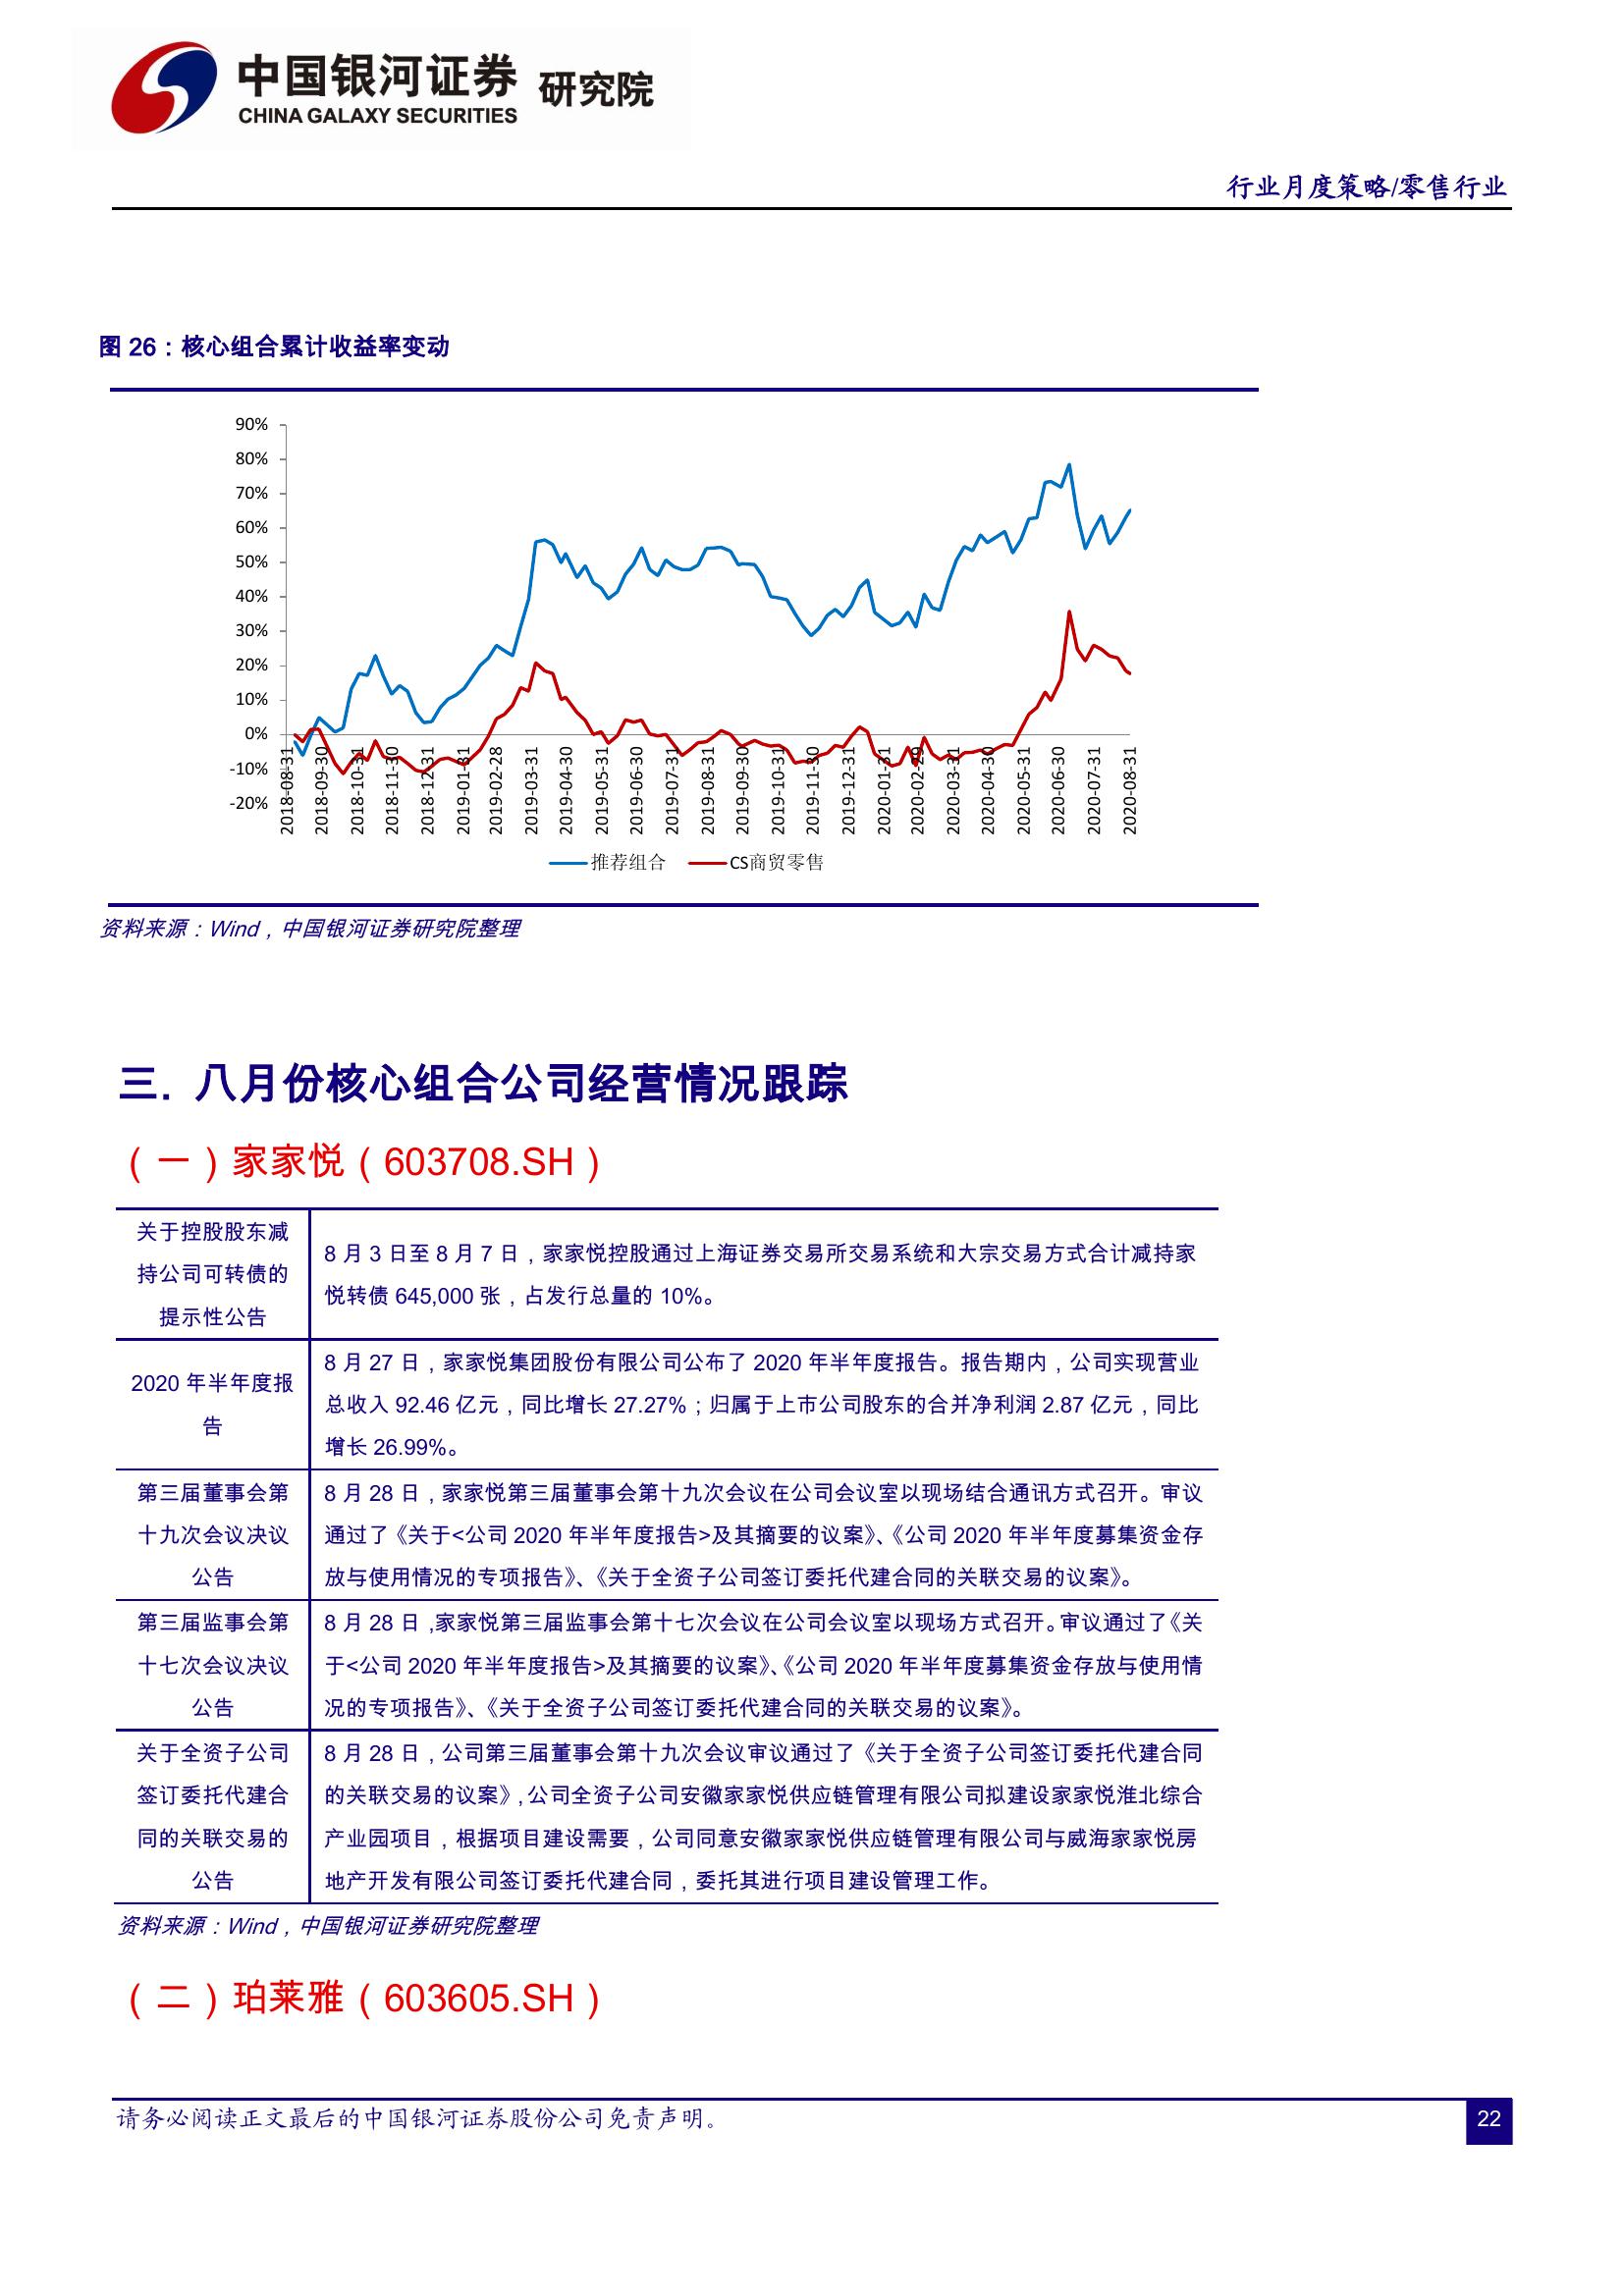 中国银河证券 研究院
CHINA GALAXY SECURITIES
行业月度策略/零售行业
图 26：核心组合累计收益率变动
90%
80%
70%
60%
50%
40%
30%
20%
10%
0%
-10%
-20%
2018-08-31
2018-09-30
2018-10-31
2018-11-30
2018-12-31
2019-01-31
2019-02-28
2019-03-31
2019-04-30
2019-05-31
2019-06-30
2019-07-31
2019-08-31
2019-09-30
2019-10-31
2019-11-30
2019-12-31
2020-01-31
2020-02-29
2020-03-31
2020-04-30
2020-05-31
2020-06-30
2020-07-31
2020-08-31
推荐组合 CS商贸零售
资料来源：Wind，中国银河证券研究院整理
三. 八月份核心组合公司经营情况跟踪
（一）家家悦（603708.SH）
关于控股股东减
持公司可转债的
提示性公告
8 月 3 日至 8 月 7 日，家家悦控股通过上海证券交易所交易系统和大宗交易方式合计减持家
悦转债 645,000 张，占发行总量的 10%。
2020 年半年度报
告
8 月 27 日，家家悦集团股份有限公司公布了 2020 年半年度报告。报告期内，公司实现营业
总收入 92.46 亿元，同比增长 27.27%；归属于上市公司股东的合并净利润 2.87 亿元，同比
增长 26.99%。
第三届董事会第
十九次会议决议
公告
8 月 28 日，家家悦第三届董事会第十九次会议在公司会议室以现场结合通讯方式召开。审议
通过了《关于<公司 2020 年半年度报告>及其摘要的议案》、《公司 2020 年半年度募集资金存
放与使用情况的专项报告》、《关于全资子公司签订委托代建合同的关联交易的议案》。
第三届监事会第
十七次会议决议
公告
8 月 28 日，家家悦第三届监事会第十七次会议在公司会议室以现场方式召开。审议通过了《关
于<公司 2020 年半年度报告>及其摘要的议案》、《公司 2020 年半年度募集资金存放与使用情
况的专项报告》、《关于全资子公司签订委托代建合同的关联交易的议案》。
关于全资子公司
签订委托代建合
同的关联交易的
公告
8 月 28 日，公司第三届董事会第十九次会议审议通过了《关于全资子公司签订委托代建合同
的关联交易的议案》，公司全资子公司安徽家家悦供应链管理有限公司拟建设家家悦淮北综合
产业园项目，根据项目建设需要，公司同意安徽家家悦供应链管理有限公司与威海家家悦房
地产开发有限公司签订委托代建合同，委托其进行项目建设管理工作。
资料来源：Wind，中国银河证券研究院整理
（二）珀莱雅（603605.SH）
请务必阅读正文最后的中国银河证券股份公司免责声明。
22